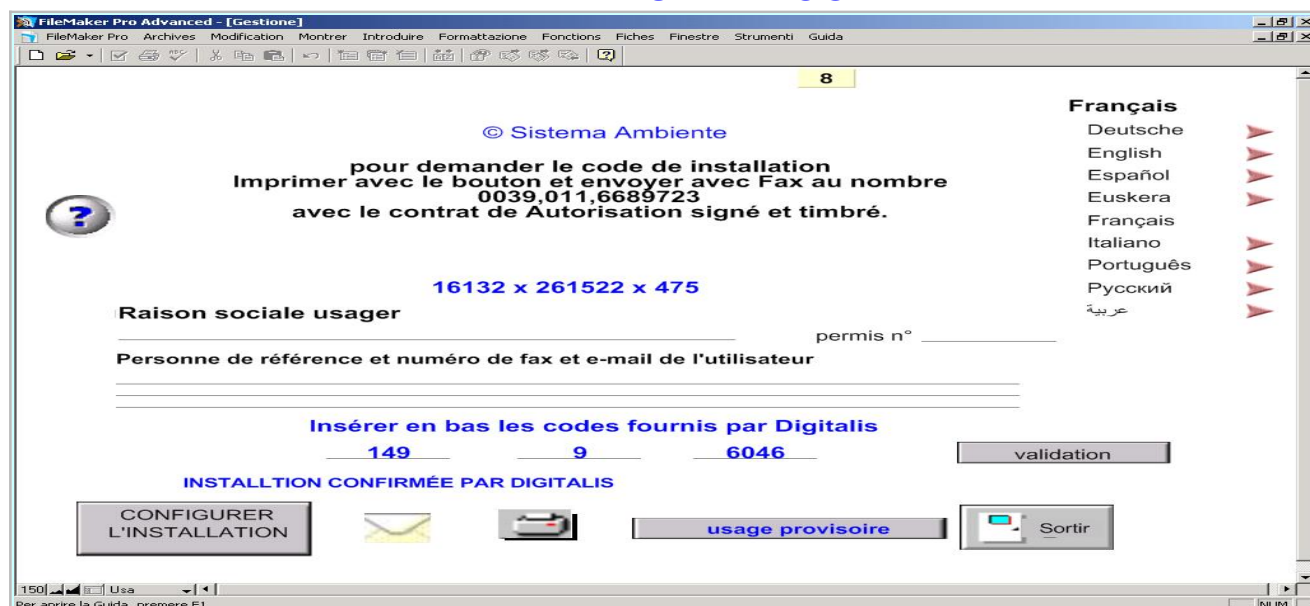 FileMaker Pro Advanced - [Gestione]
FileMaker Pro Archives Modification Montrer Introduire Formattazione Fonctions Fiches Finestre Strumenti Guida
8
Français
© Sistema Ambiente
Deutsche
English
Español
Euskera
Français
Italiano
Português
Русский
عربية
pour demander le code de installation
Imprimer avec le bouton et envoyer avec Fax au nombre
0039,011,6689723
avec le contrat de Autorisation signé et timbré.
?
16132 x 261522 x 475
Raison sociale usager
permis n°
Personne de référence et numéro de fax et e-mail de l'utilisateur
Insérer en bas les codes fournis par Digitalis
149 9 6046
validation
INSTALLTION CONFIRMÉE PAR DIGITALIS
CONFIGURER
L'INSTALLATION
usage provisoire
Sortir
150 Usa
Per aprire la Guida, premere F1
NUM